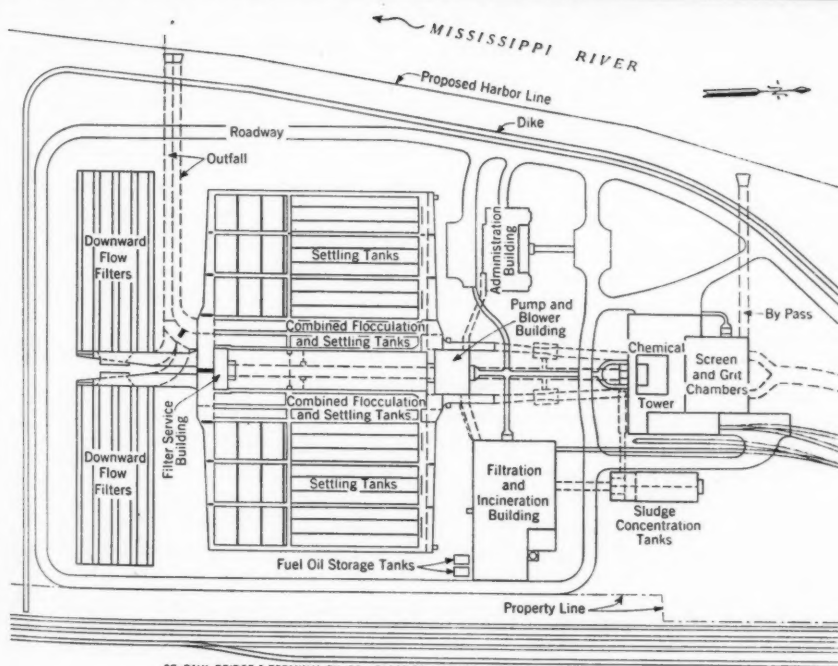 MISSISSIPPI RIVER
Proposed Harbor Line
Dike
Roadway
Outfall
Downward
Flow
Filters
Settling Tanks
Administration
Building
Pump and
Blower
Building
Combined Flocculation
and Settling Tanks
By Pass
Chemical
Tower
Screen
and Grit
Chambers
Filter Service
Building
Combined Flocculation
and Settling Tanks
Downward
Flow
Filters
Settling Tanks
Filtration
and
Incineration
Building
Sludge
Concentration
Tanks
Fuel Oil Storage Tanks
Property Line